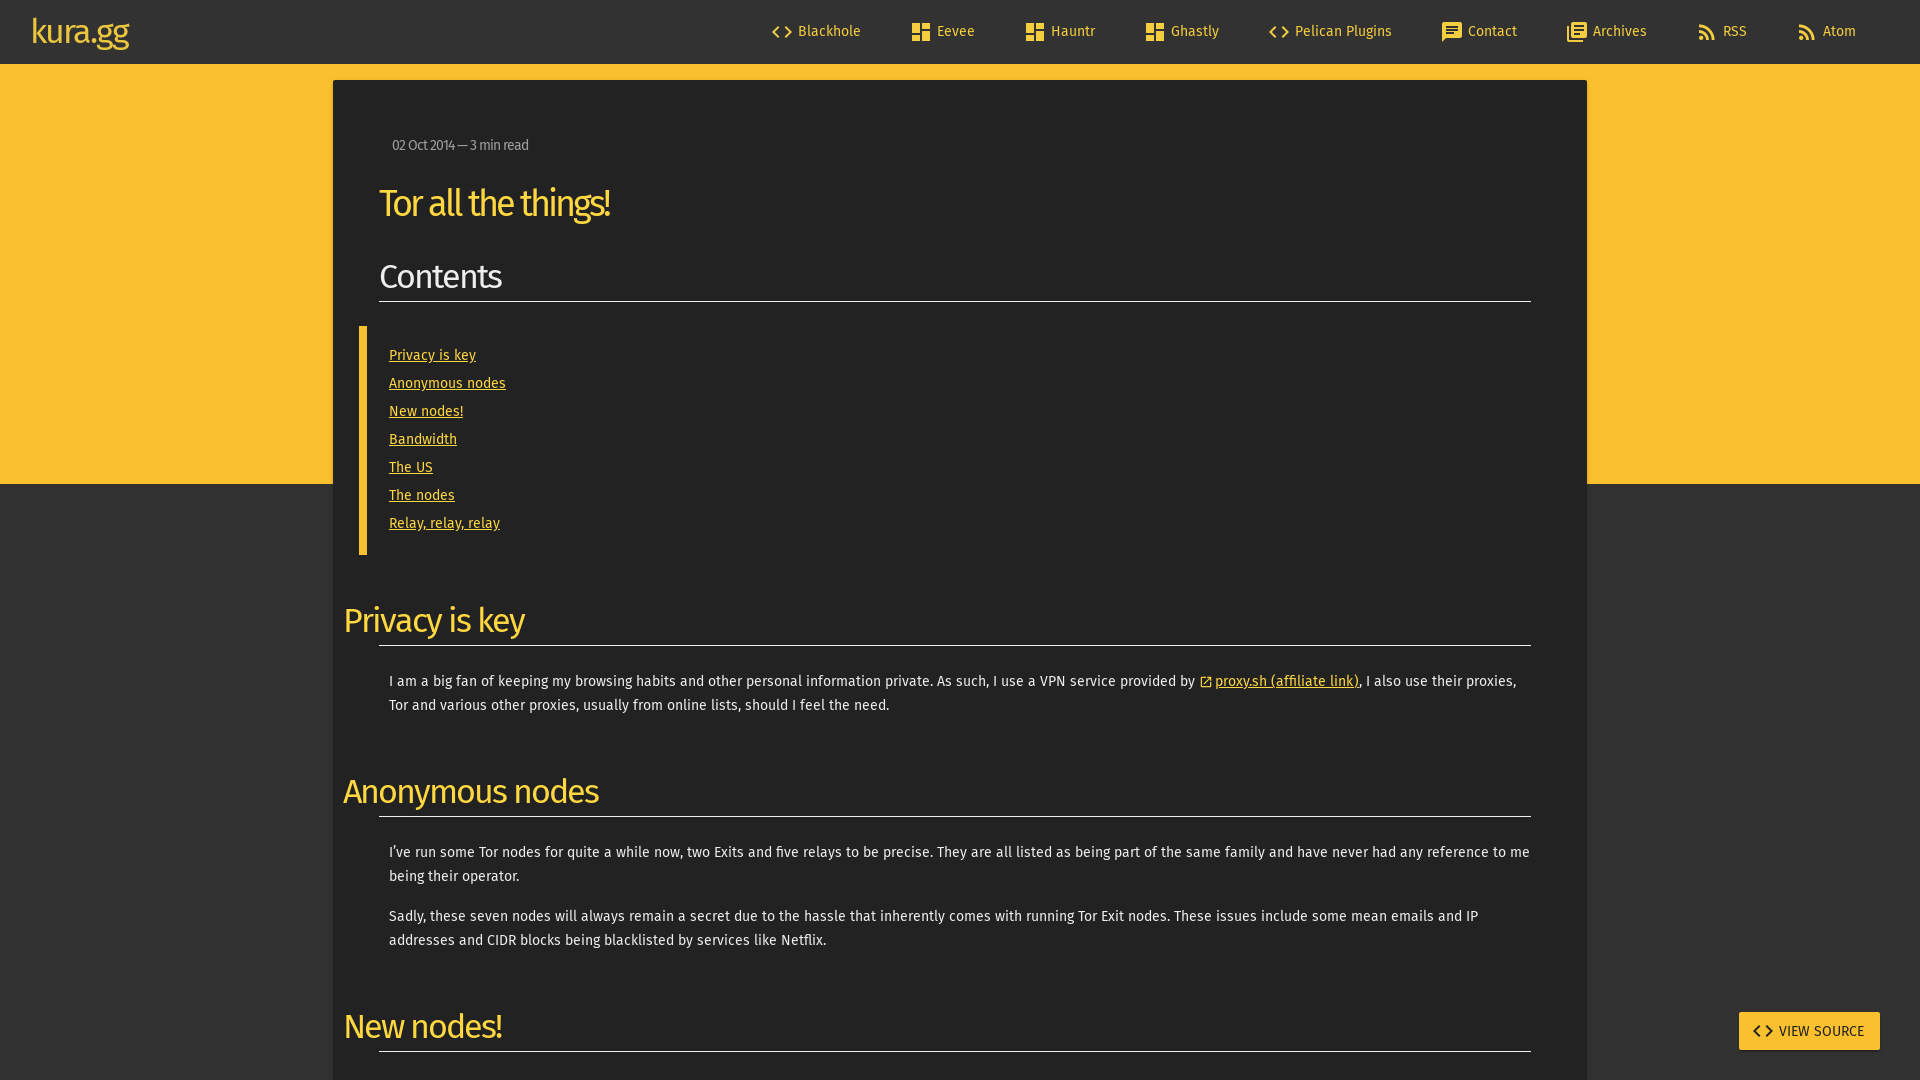 kura.gg
Blackhole
Eevee
Hauntr
Ghastly
Pelican Plugins
Contact
Archives
RSS
Atom
02 Oct 2014 — 3 min read
Tor all the things!
Contents
Privacy is key
Anonymous nodes
New nodes!
Bandwidth
The US
The nodes
Relay, relay, relay
Privacy is key
I am a big fan of keeping my browsing habits and other personal information private. As such, I use a VPN service provided by proxy.sh (affiliate link), I also use their proxies,
Tor and various other proxies, usually from online lists, should I feel the need.
Anonymous nodes
I’ve run some Tor nodes for quite a while now, two Exits and five relays to be precise. They are all listed as being part of the same family and have never had any reference to me
being their operator.
Sadly, these seven nodes will always remain a secret due to the hassle that inherently comes with running Tor Exit nodes. These issues include some mean emails and IP
addresses and CIDR blocks being blacklisted by services like Netflix.
New nodes!
VIEW SOURCE